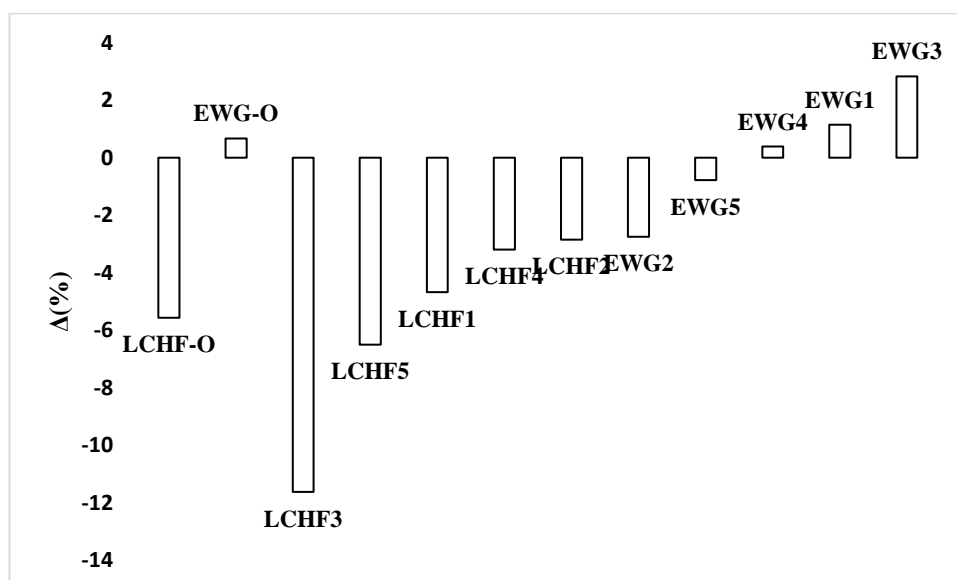 4
2
0
-2
-4
-6
-8
-10
-12
-14
Δ(%)
LCHF-O
EWG-O
LCHF3
LCHF5
LCHF1
LCHF4
LCHF2
EWG2
EWG5
EWG4
EWG1
EWG3